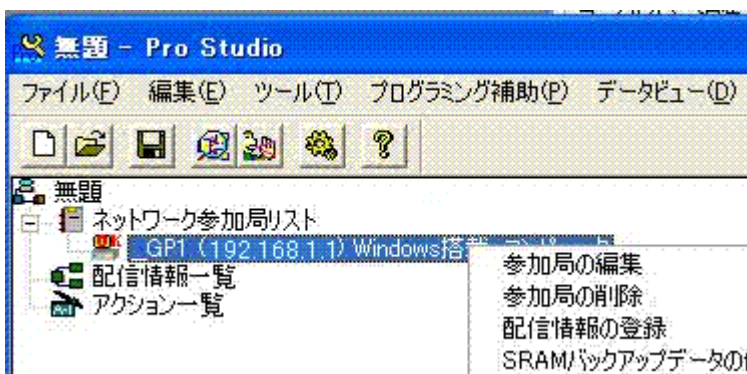 無題 - Pro Studio
ファイル(F) 編集(E) ツール(T) プログラミング補助(P) データビュー(D)
無題
ネットワーク参加局リスト
GP1 (192.168.1.1) Windows搭載
配信情報一覧
アクション一覧
参加局の編集
参加局の削除
配信情報の登録
SRAMバックアップデータの